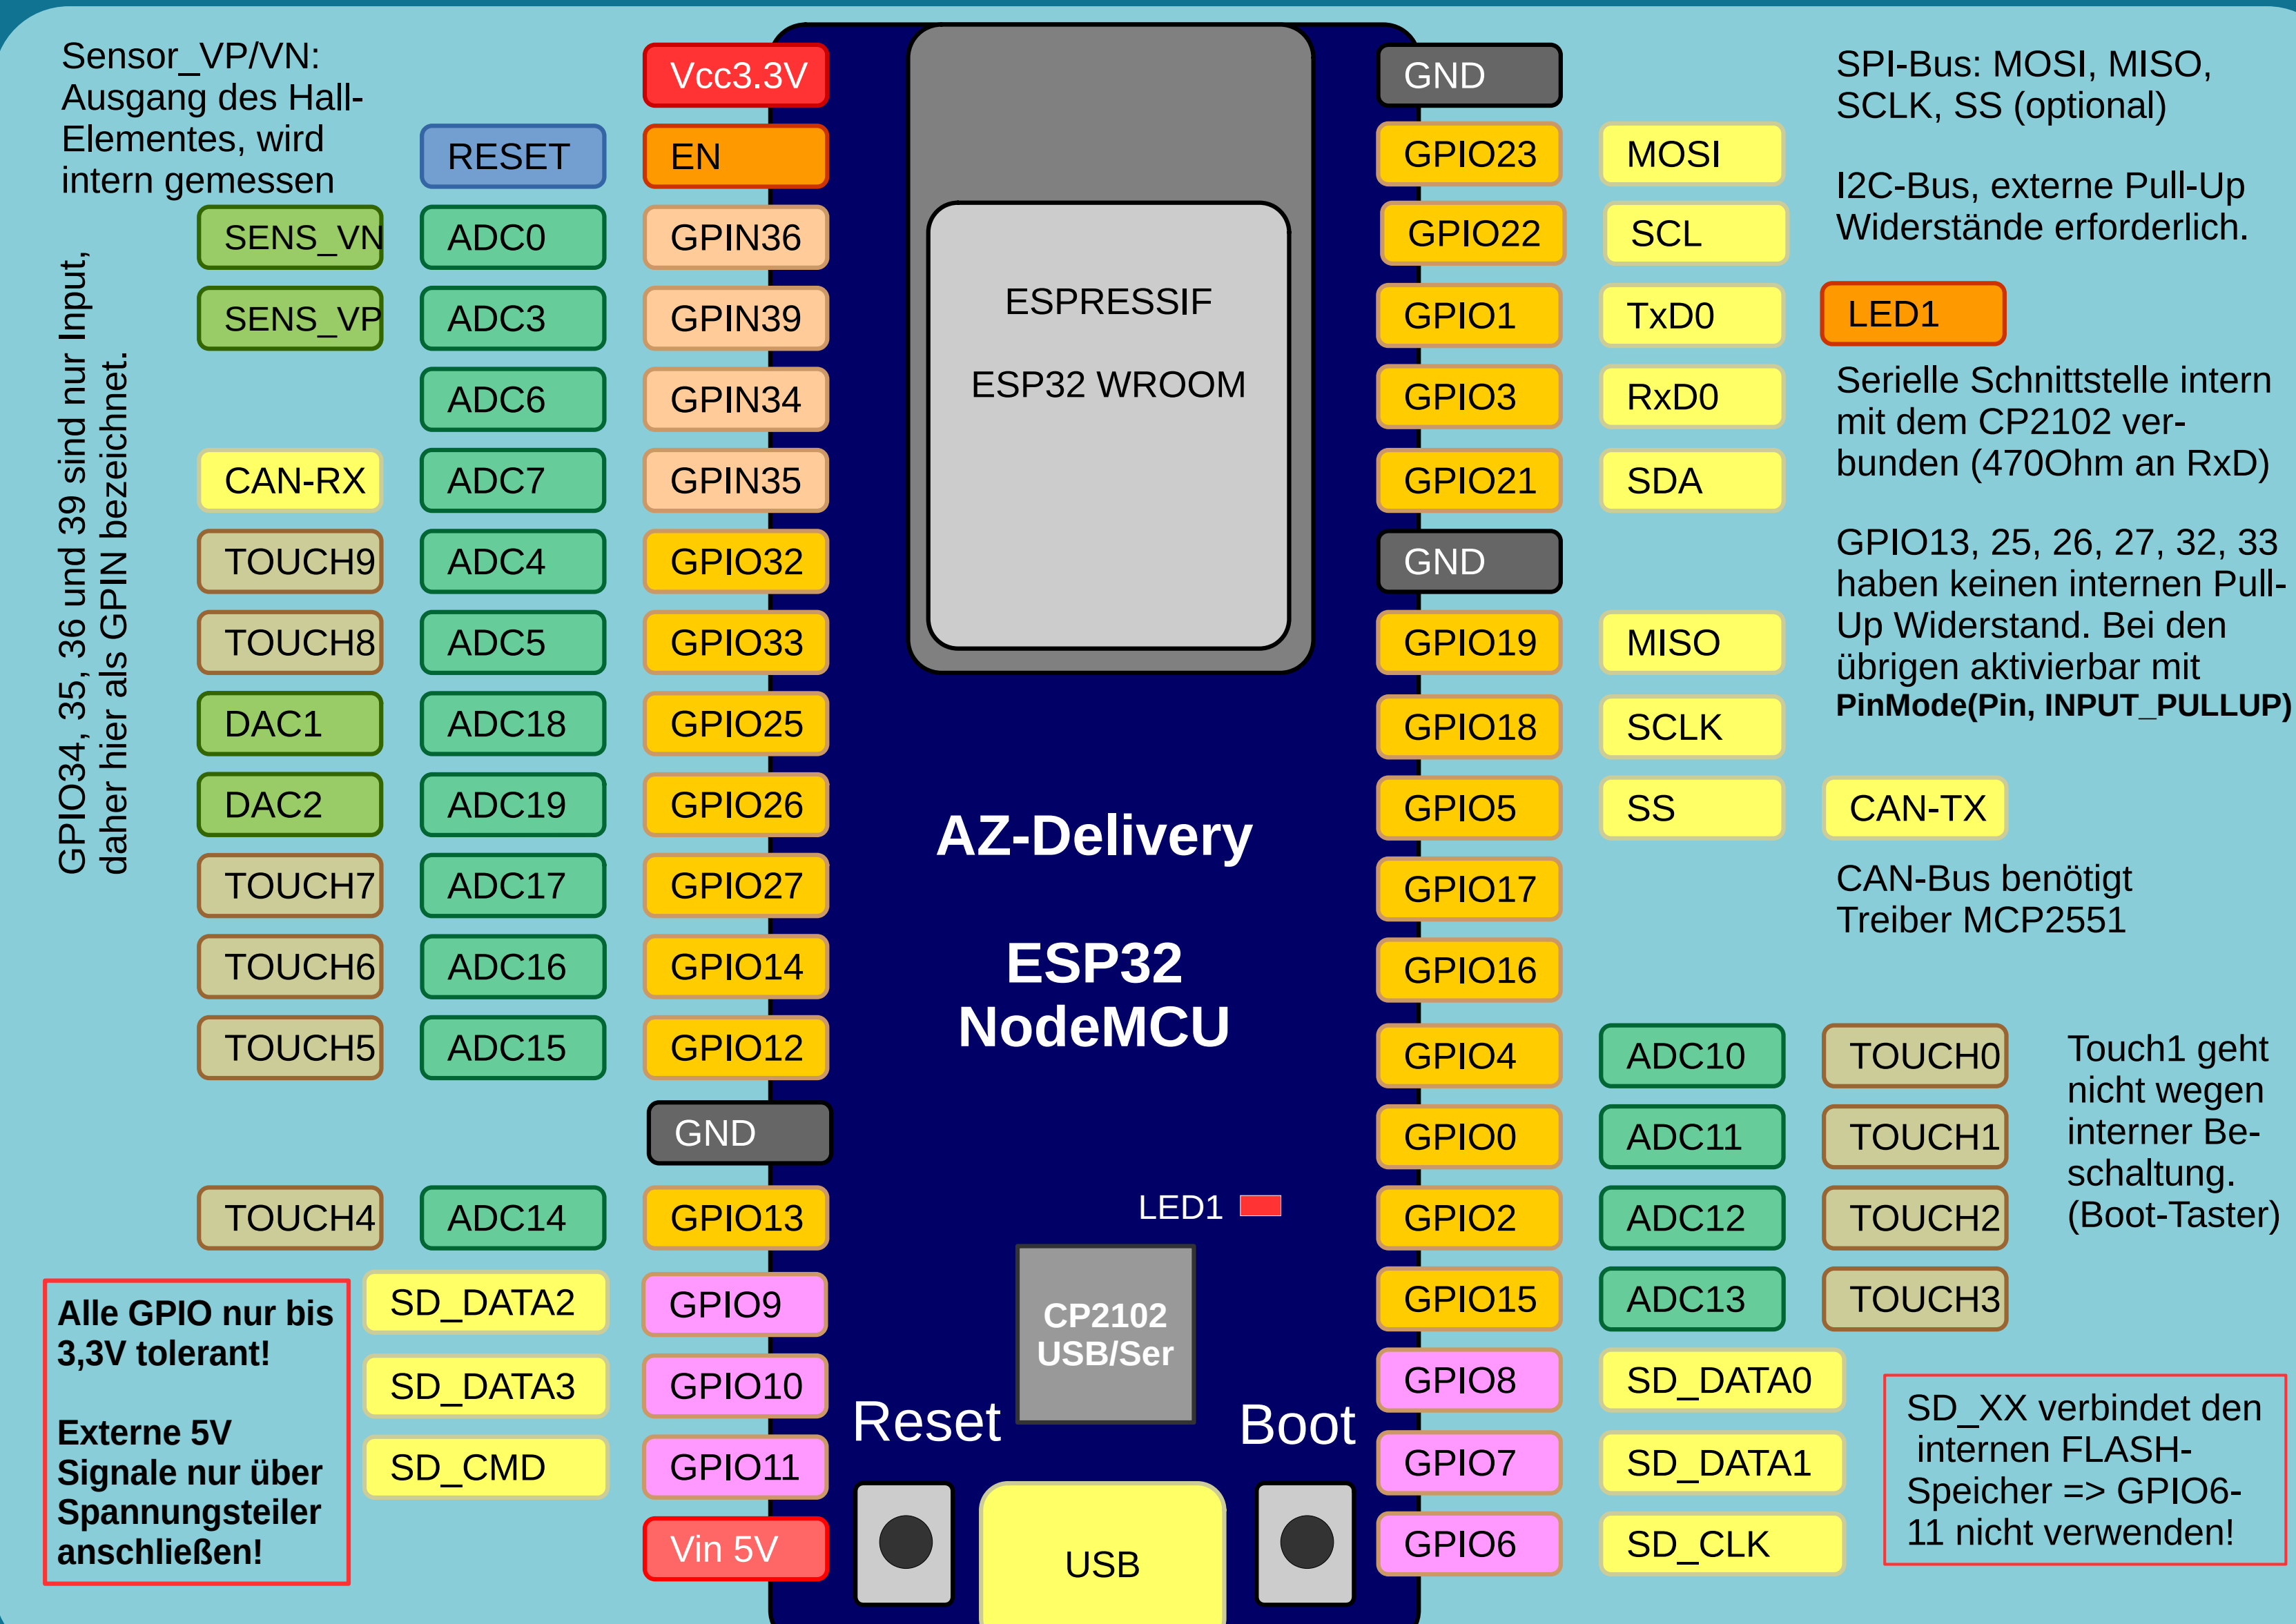 Sensor_VP/VN:
Ausgang des Hall-
Elementes, wird
intern gemessen
GPIO34, 35, 36 und 39 sind nur Input,
daher hier als GPIN bezeichnet.
Vcc3.3V
RESET EN
SENS_VN ADC0 GPIN36
SENS_VP ADC3 GPIN39
ADC6 GPIN34
CAN-RX ADC7 GPIN35
TOUCH9 ADC4 GPIO32
TOUCH8 ADC5 GPIO33
DAC1 ADC18 GPIO25
DAC2 ADC19 GPIO26
TOUCH7 ADC17 GPIO27
TOUCH6 ADC16 GPIO14
TOUCH5 ADC15 GPIO12
GND
TOUCH4 ADC14 GPIO13
SD_DATA2 GPIO9
SD_DATA3 GPIO10
SD_CMD GPIO11
Vin 5V
Alle GPIO nur bis
3,3V tolerant!
Externe 5V
Signale nur über
Spannungsteiler
anschließen!
ESPRESSIF
ESP32 WROOM
AZ-Delivery
ESP32
NodeMCU
LED1
CP2102
USB/Ser
Reset
Boot
USB
GND
GPIO23 MOSI
GPIO22 SCL
GPIO1 TxD0 LED1
GPIO3 RxD0
GPIO21 SDA
GND
GPIO19 MISO
GPIO18 SCLK
GPIO5 SS CAN-TX
GPIO17
GPIO16
GPIO4 ADC10 TOUCH0
GPIO0 ADC11 TOUCH1
GPIO2 ADC12 TOUCH2
GPIO15 ADC13 TOUCH3
GPIO8 SD_DATA0
GPIO7 SD_DATA1
GPIO6 SD_CLK
SPI-Bus: MOSI, MISO,
SCLK, SS (optional)
I2C-Bus, externe Pull-Up
Widerstände erforderlich.
Serielle Schnittstelle intern
mit dem CP2102 ver-
bunden (470Ohm an RxD)
GPIO13, 25, 26, 27, 32, 33
haben keinen internen Pull-
Up Widerstand. Bei den
übrigen aktivierbar mit
PinMode(Pin, INPUT_PULLUP)
CAN-Bus benötigt
Treiber MCP2551
Touch1 geht
nicht wegen
interner Be-
schaltung.
(Boot-Taster)
SD_XX verbindet den
internen FLASH-
Speicher => GPIO6-
11 nicht verwenden!